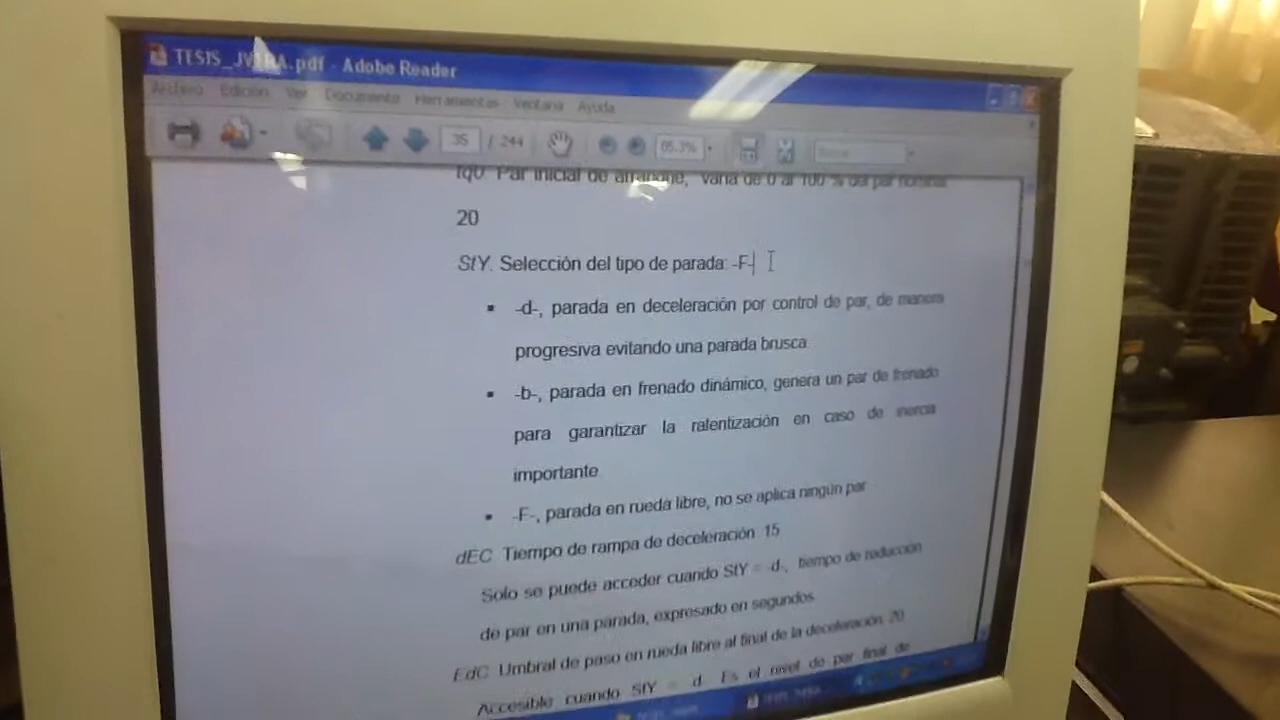 .pdf - Adobe Reader
Archivo Edición Ver Documento Herramientas Ventana Ayuda
35 / 244
tq0. Par inicial de arranque, varía de 0 al 100 % del par nominal.
20
StY. Selección del tipo de parada: -F-
▪ -d-, parada en deceleración por control de par, de manera
progresiva evitando una parada brusca.
▪ -b-, parada en frenado dinámico, genera un par de frenado
para garantizar la ralentización en caso de inercia
importante.
▪ -F-, parada en rueda libre, no se aplica ningún par.
dEC. Tiempo de rampa de deceleración: 15
Solo se puede acceder cuando StY = -d-, tiempo de reducción
de par en una parada, expresado en segundos.
EdC. Umbral de paso en rueda libre al final de la deceleración: 20
Accesible cuando StY = -d-. Es el nivel de par final de